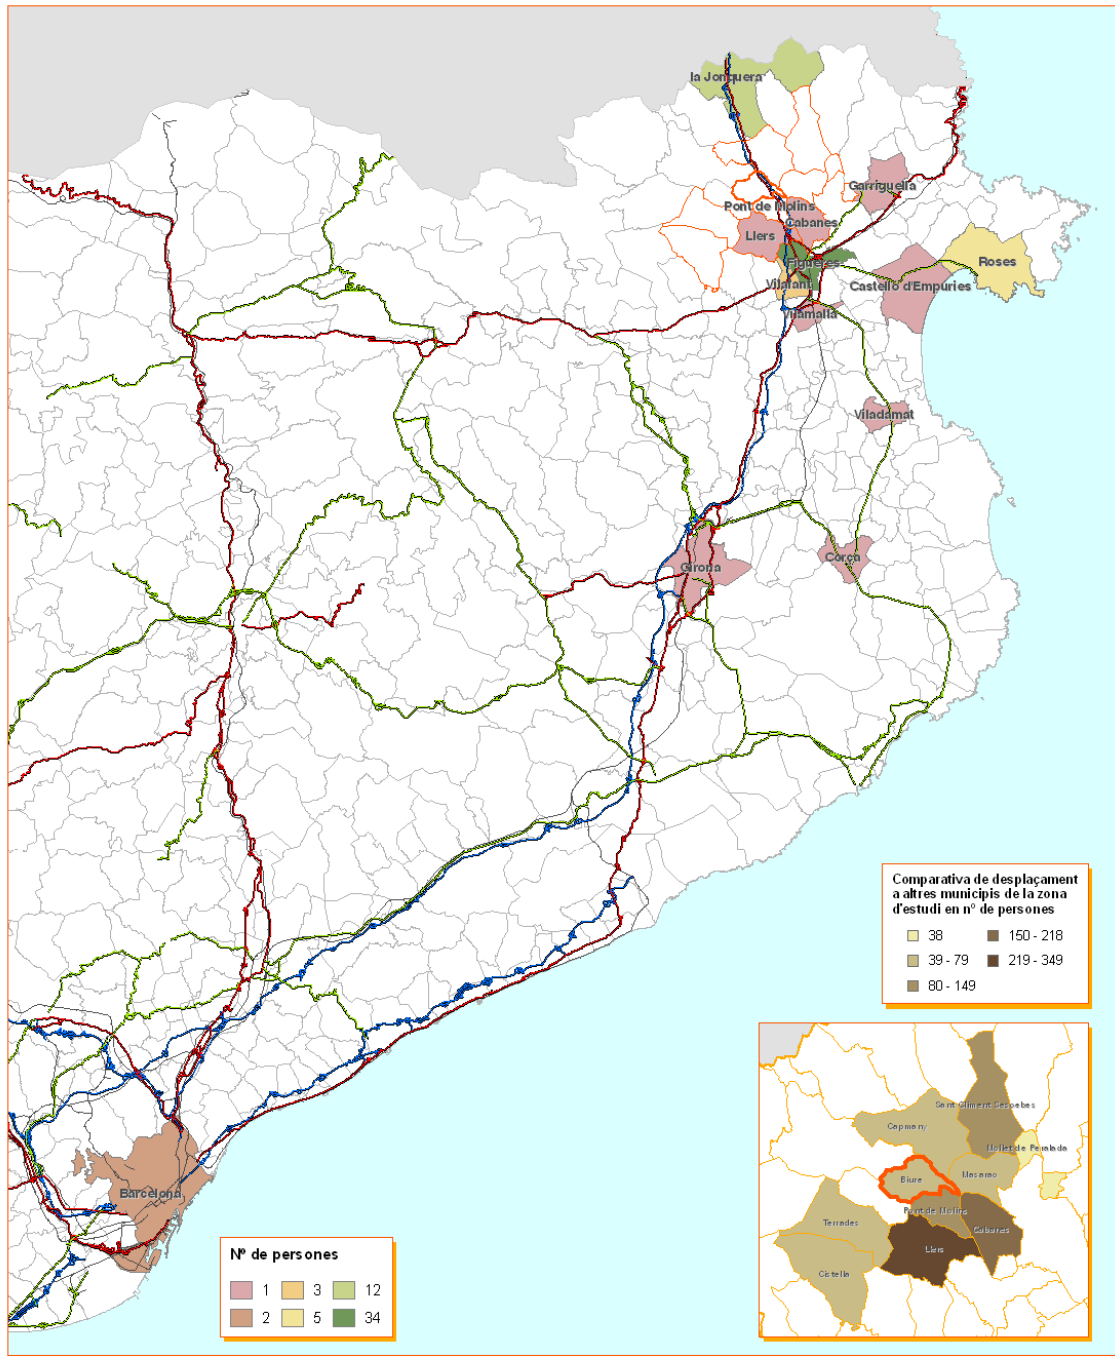 la Jonquera
Garriguella
Pont de Molins
Cabanes
Llers
Figueres
Roses
Vilafant
Castelló d'Empúries
Vilamalla
Viladamat
Corçà
Girona
Barcelona
Comparativa de desplaçament
a altres municipis de la zona
d'estudi en nº de persones
38
150 - 218
39 - 79
219 - 349
80 - 149
Sant Climent Sescebes
Capmany
Mollet de Peralada
Masarac
Biure
Pont de Molins
Terrades
Cabanes
Llers
Cistella
Nº de persones
1
3
12
2
5
34